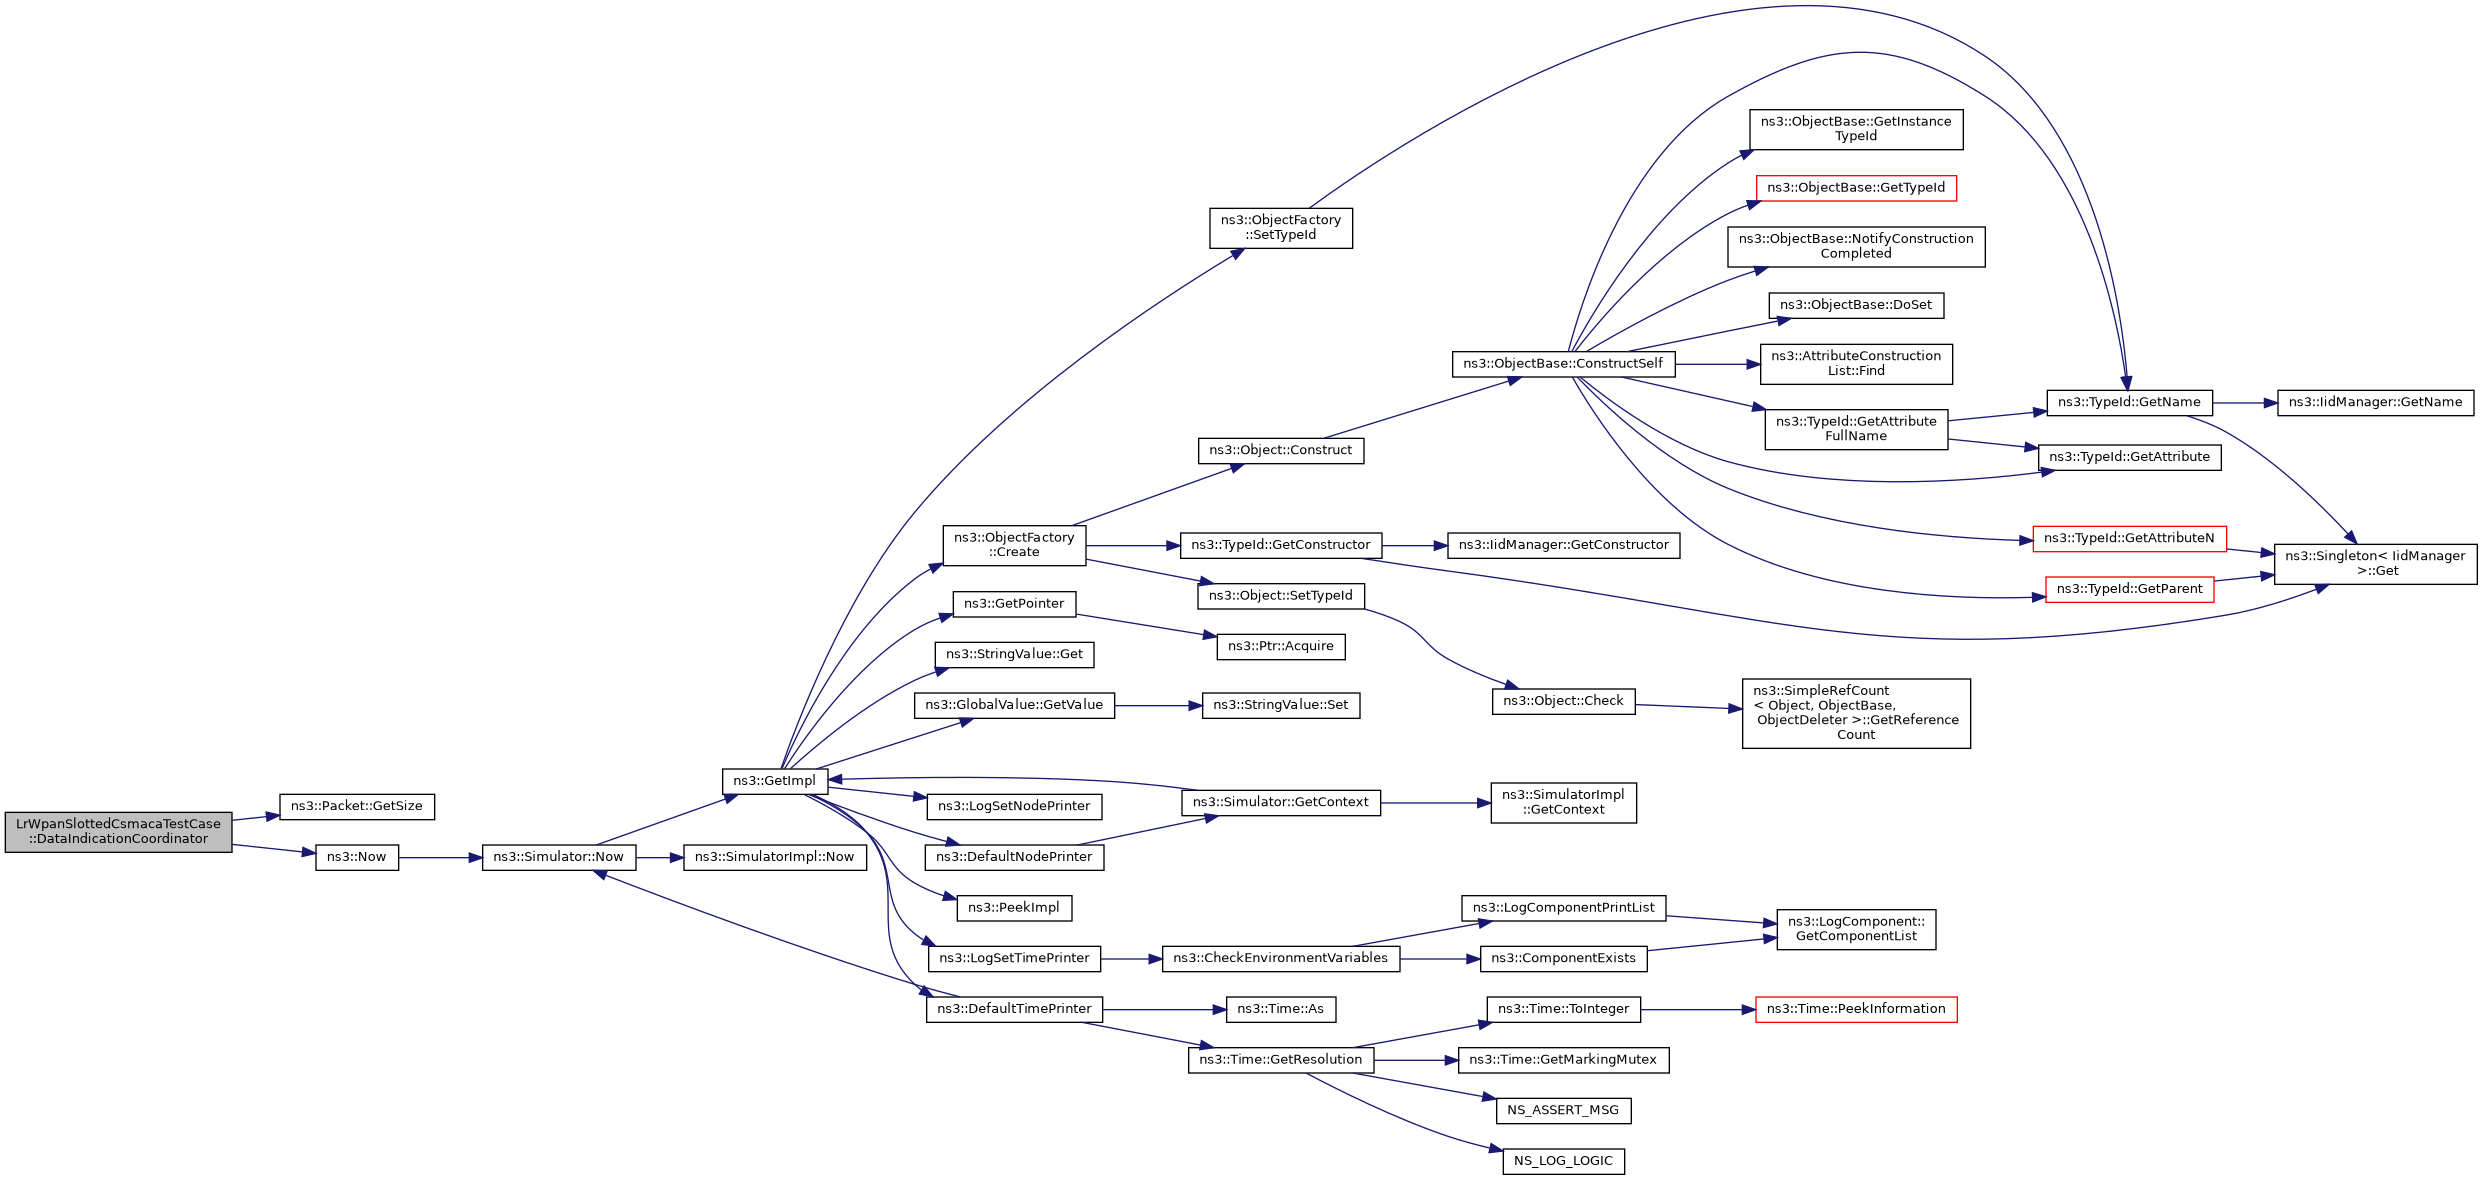 LrWpanSlottedCsmacaTestCase
::DataIndicationCoordinator
ns3::Packet::GetSize
ns3::Now
ns3::Simulator::Now
ns3::GetImpl
ns3::SimulatorImpl::Now
ns3::ObjectFactory
::SetTypeId
ns3::ObjectFactory
::Create
ns3::GetPointer
ns3::StringValue::Get
ns3::GlobalValue::GetValue
ns3::LogSetNodePrinter
ns3::DefaultNodePrinter
ns3::PeekImpl
ns3::LogSetTimePrinter
ns3::DefaultTimePrinter
ns3::Object::Construct
ns3::TypeId::GetConstructor
ns3::Object::SetTypeId
ns3::Ptr::Acquire
ns3::StringValue::Set
ns3::Simulator::GetContext
ns3::CheckEnvironmentVariables
ns3::Time::As
ns3::Time::GetResolution
ns3::ObjectBase::ConstructSelf
ns3::IidManager::GetConstructor
ns3::Object::Check
ns3::SimulatorImpl
::GetContext
ns3::LogComponentPrintList
ns3::ComponentExists
ns3::Time::ToInteger
ns3::Time::GetMarkingMutex
NS_ASSERT_MSG
NS_LOG_LOGIC
ns3::ObjectBase::GetInstance
TypeId
ns3::ObjectBase::GetTypeId
ns3::ObjectBase::NotifyConstruction
Completed
ns3::ObjectBase::DoSet
ns3::AttributeConstruction
List::Find
ns3::TypeId::GetAttribute
FullName
ns3::SimpleRefCount
< Object, ObjectBase,
ObjectDeleter >::GetReference
Count
ns3::LogComponent::
GetComponentList
ns3::Time::PeekInformation
ns3::TypeId::GetName
ns3::TypeId::GetAttribute
ns3::TypeId::GetAttributeN
ns3::TypeId::GetParent
ns3::IidManager::GetName
ns3::Singleton< IidManager
>::Get